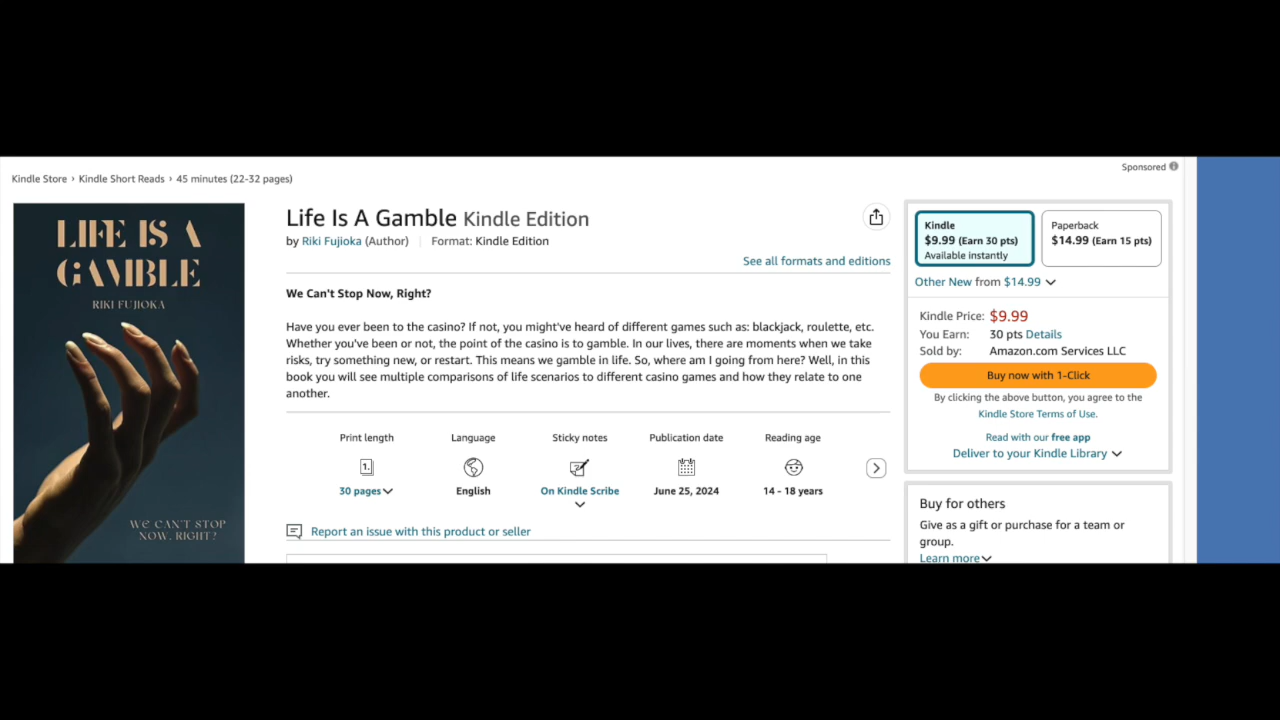 Sponsored
Kindle Store › Kindle Short Reads › 45 minutes (22-32 pages)
LIFE IS A
GAMBLE
RIKI FUJIOKA
WE CAN'T STOP
NOW, RIGHT?
Life Is A Gamble Kindle Edition
by Riki Fujioka (Author) | Format: Kindle Edition
See all formats and editions
We Can't Stop Now, Right?
Have you ever been to the casino? If not, you might've heard of different games such as: blackjack, roulette, etc.
Whether you've been or not, the point of the casino is to gamble. In our lives, there are moments when we take
risks, try something new, or restart. This means we gamble in life. So, where am I going from here? Well, in this
book you will see multiple comparisons of life scenarios to different casino games and how they relate to one
another.
Print length
1.
30 pages
Language
English
Sticky notes
On Kindle Scribe
Publication date
June 25, 2024
Reading age
14 - 18 years
Report an issue with this product or seller
Kindle
$9.99 (Earn 30 pts)
Available instantly
Paperback
$14.99 (Earn 15 pts)
Other New from $14.99
Kindle Price: $9.99
You Earn: 30 pts Details
Sold by: Amazon.com Services LLC
Buy now with 1-Click
By clicking the above button, you agree to the
Kindle Store Terms of Use.
Read with our free app
Deliver to your Kindle Library
Buy for others
Give as a gift or purchase for a team or
group.
Learn more